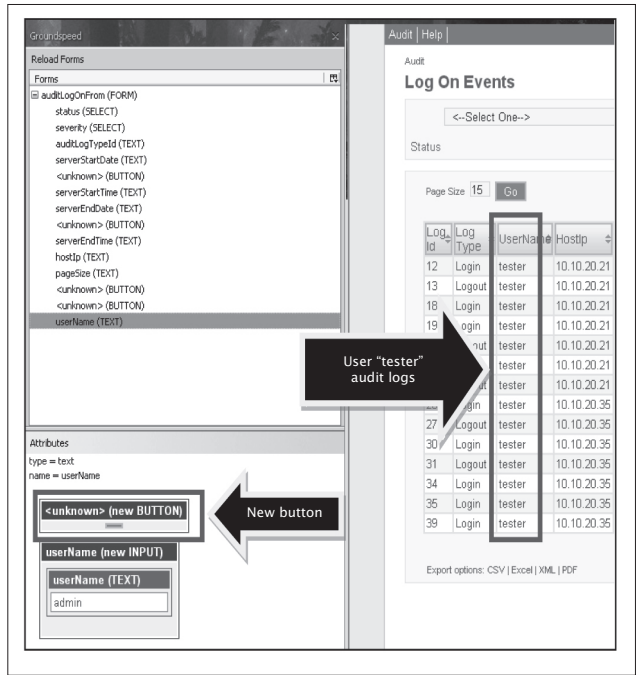 Groundspeed
Reload Forms
Forms
auditLogOnFrom (FORM)
status (SELECT)
severity (SELECT)
auditLogTypeId (TEXT)
serverStartDate (TEXT)
<unknown> (BUTTON)
serverStartTime (TEXT)
serverEndDate (TEXT)
<unknown> (BUTTON)
serverEndTime (TEXT)
hostIp (TEXT)
pageSize (TEXT)
<unknown> (BUTTON)
<unknown> (BUTTON)
userName (TEXT)
Attributes
type = text
name = userName
<unknown> (new BUTTON)
New button
userName (new INPUT)
userName (TEXT)
admin
Audit | Help |
Audit
Log On Events
<--Select One-->
Status
Page Size 15 Go
Log Id Log Type UserName HostIp
12 Login tester 10.10.20.21
13 Logout tester 10.10.20.21
18 Login tester 10.10.20.21
19 tester 10.10.20.21
tester 10.10.20.21
tester 10.10.20.21
tester 10.10.20.21
tester 10.10.20.35
27 Logout tester 10.10.20.35
30 Login tester 10.10.20.35
31 Logout tester 10.10.20.35
34 Login tester 10.10.20.35
35 Login tester 10.10.20.35
39 Login tester 10.10.20.35
User "tester"
audit logs
Export options: CSV | Excel | XML | PDF